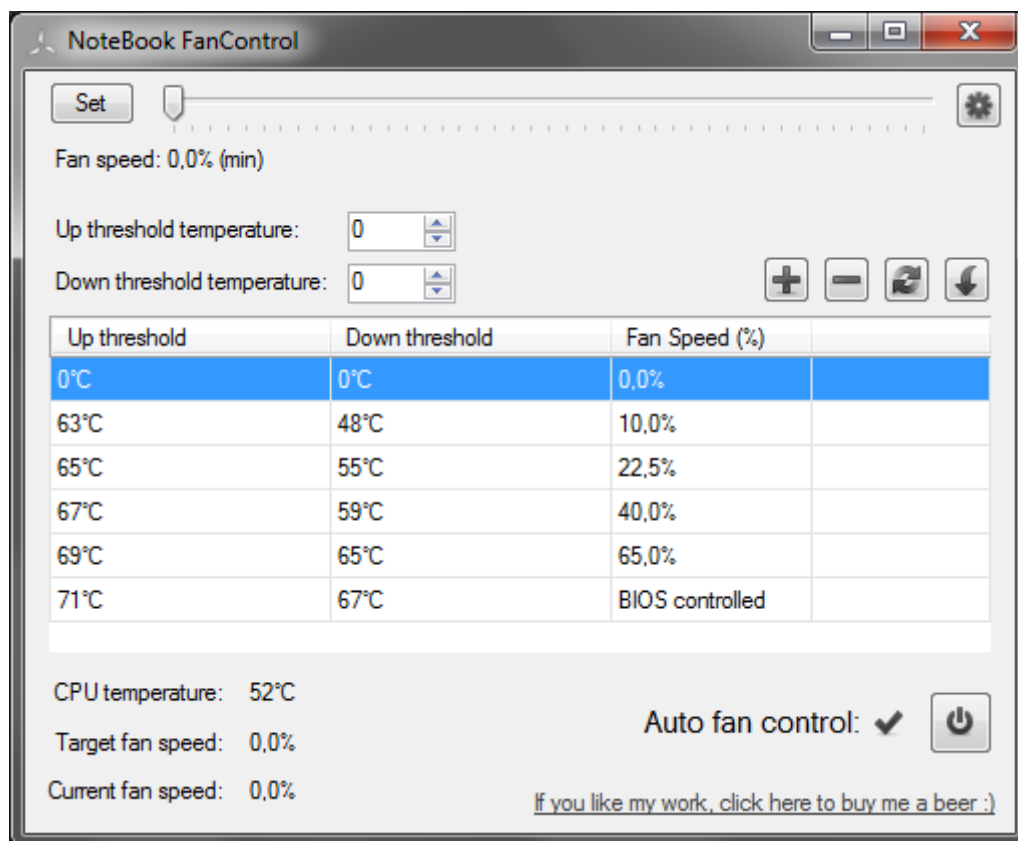 NoteBook FanControl
Set
Fan speed: 0,0% (min)
Up threshold temperature: 0
Down threshold temperature: 0
Up threshold Down threshold Fan Speed (%)
0°C 0°C 0,0%
63°C 48°C 10,0%
65°C 55°C 22,5%
67°C 59°C 40,0%
69°C 65°C 65,0%
71°C 67°C BIOS controlled
CPU temperature: 52°C
Auto fan control:
Target fan speed: 0,0%
Current fan speed: 0,0%
If you like my work, click here to buy me a beer :)